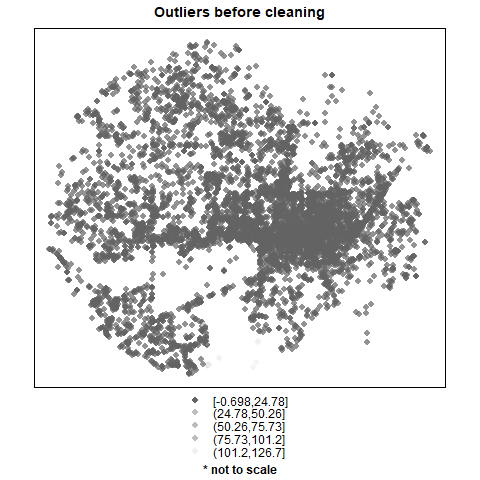 Outliers before cleaning
[-0.698,24.78]
(24.78,50.26]
(50.26,75.73]
(75.73,101.2]
(101.2,126.7]
* not to scale